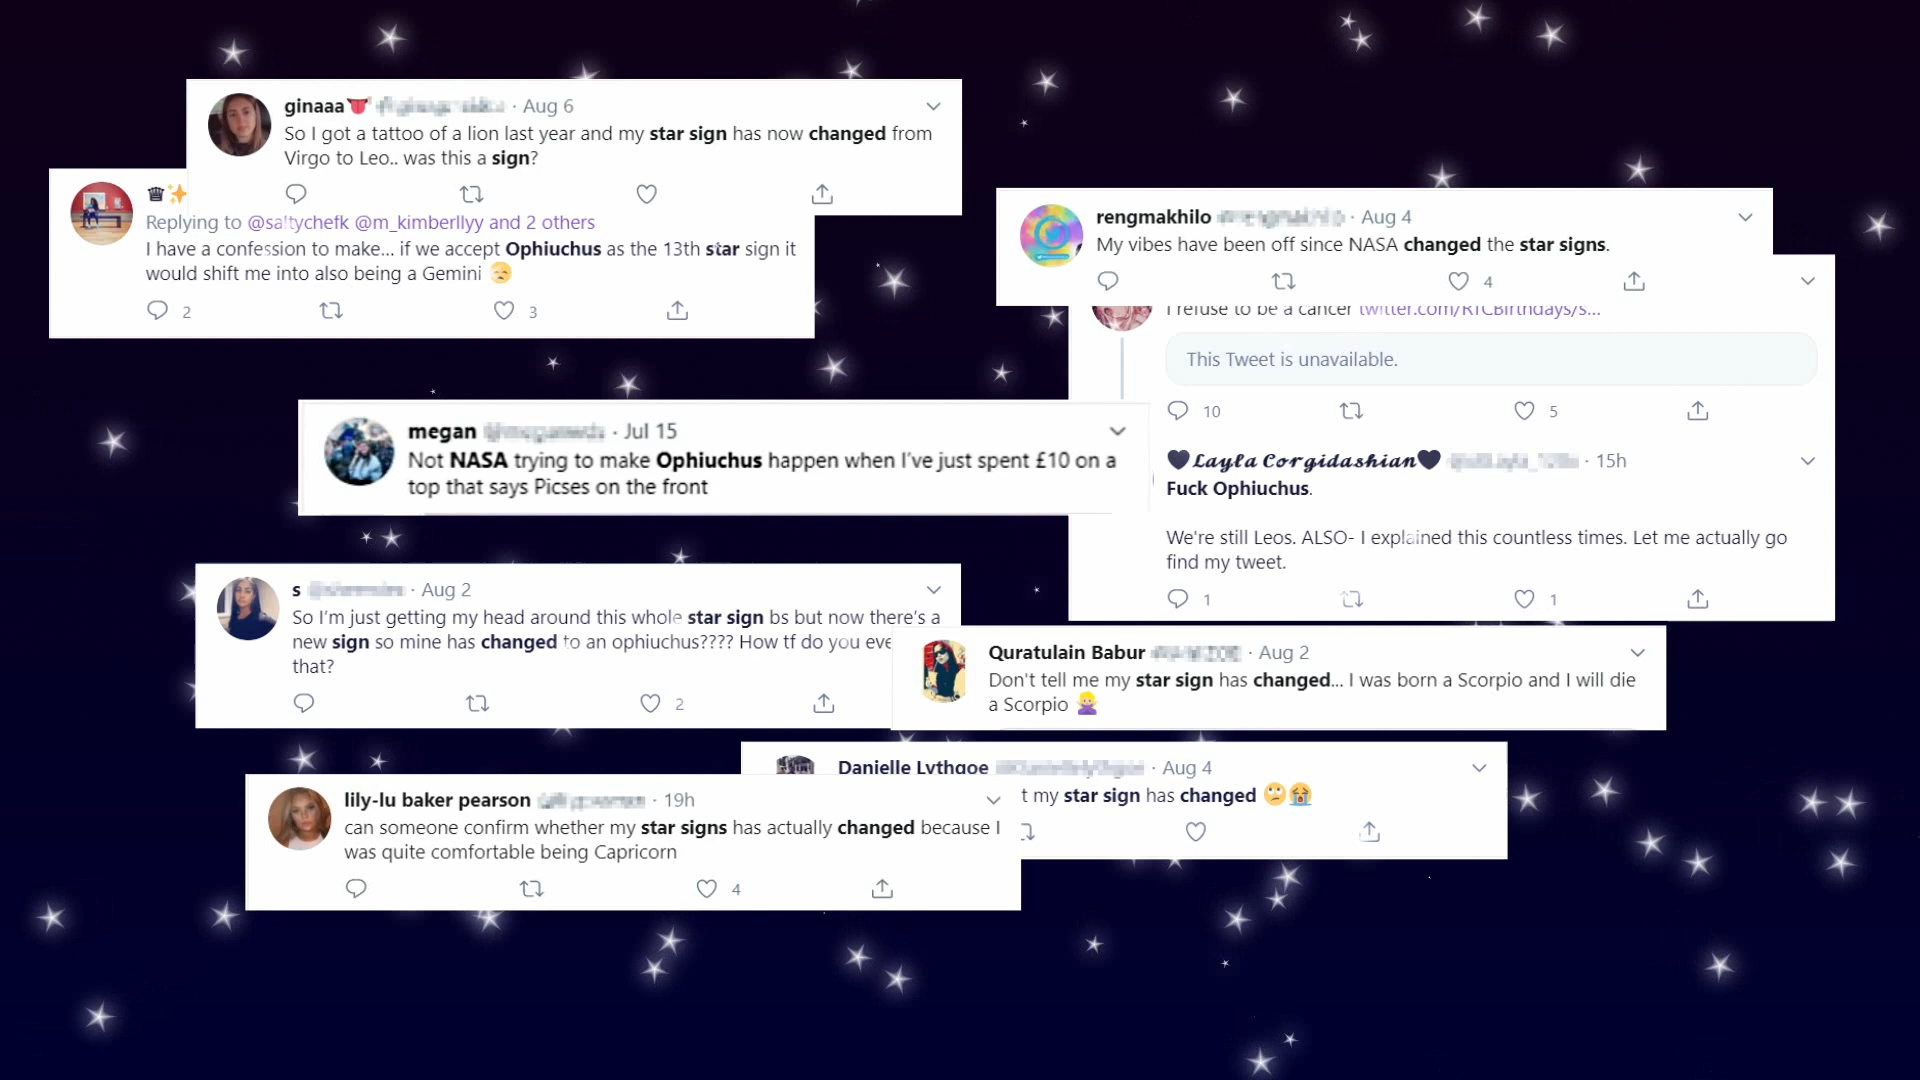 ginaaa · Aug 6
So I got a tattoo of a lion last year and my star sign has now changed from
Virgo to Leo.. was this a sign?
Replying to @saltychefk @m_kimberllyy and 2 others
I have a confession to make... if we accept Ophiuchus as the 13th star sign it
would shift me into also being a Gemini
2 3
rengmakhilo · Aug 4
My vibes have been off since NASA changed the star signs.
4
I refuse to be a cancer twitter.com/RTCBirthdays/s...
This Tweet is unavailable.
10 5
Layla Corgidashian · 15h
Fuck Ophiuchus.
We're still Leos. ALSO- I explained this countless times. Let me actually go
find my tweet.
1 1
megan · Jul 15
Not NASA trying to make Ophiuchus happen when I've just spent £10 on a
top that says Picses on the front
s · Aug 2
So I'm just getting my head around this whole star sign bs but now there's a
new sign so mine has changed to an ophiuchus???? How tf do you eve
that?
2
Quratulain Babur · Aug 2
Don't tell me my star sign has changed... I was born a Scorpio and I will die
a Scorpio
Danielle Lythgoe · Aug 4
t my star sign has changed
lily-lu baker pearson · 19h
can someone confirm whether my star signs has actually changed because I
was quite comfortable being Capricorn
4